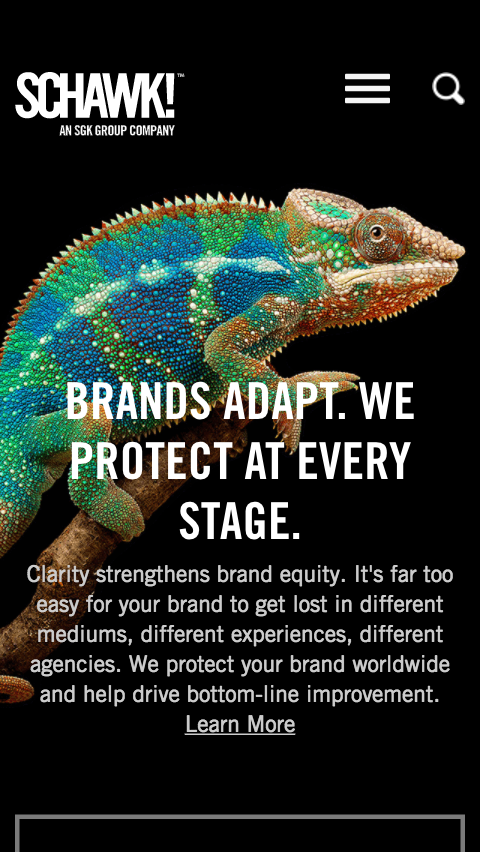 SCHAWK!™
AN SGK GROUP COMPANY
BRANDS ADAPT. WE
PROTECT AT EVERY
STAGE.
Clarity strengthens brand equity. It's far too
easy for your brand to get lost in different
mediums, different experiences, different
agencies. We protect your brand worldwide
and help drive bottom-line improvement.
Learn More